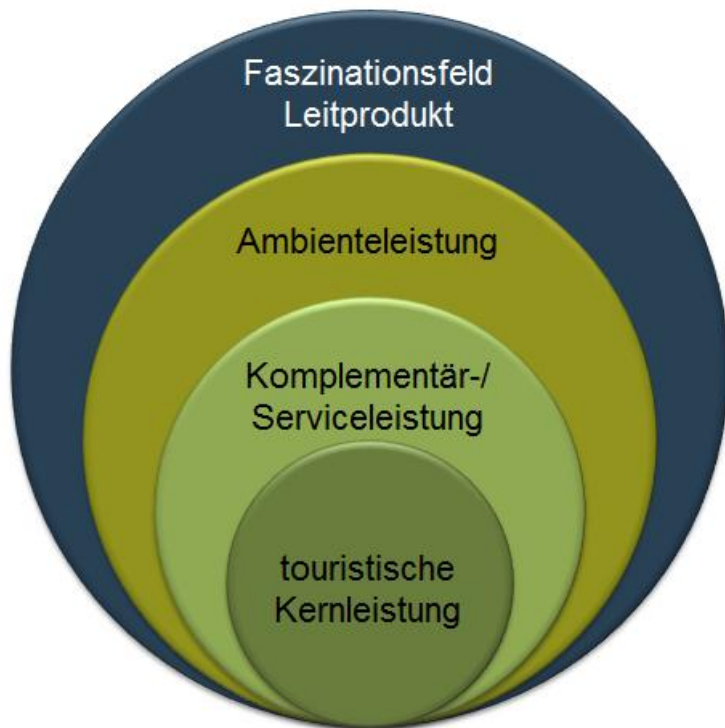 Faszinationsfeld
Leitprodukt
Ambienteleistung
Komplementär-/
Serviceleistung
touristische
Kernleistung